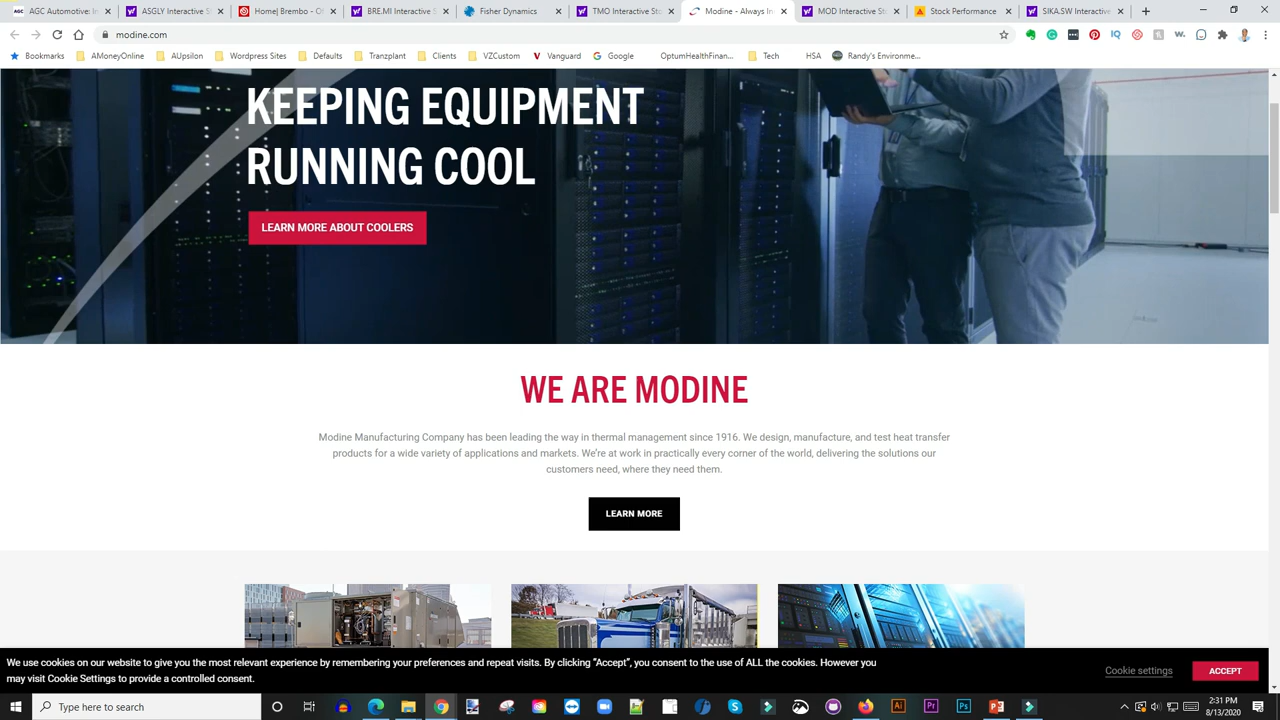 AGC Automotive: In
ASGLY Interactive S
Home| Brembo - Of
BRE.MI Interactive S
Fisher Dynamics
TMO Interactive Sto
Modine - Always In
MOD Interactive St
Stock Performance
SIKA.SW Interactive
modine.com
Bookmarks
AMoneyOnline
AUpsilon
Wordpress Sites
Defaults
Tranzplant
Clients
VZCustom
Vanguard
Google
OptumHealthFinan...
Tech
HSA
Randy's Environme...
KEEPING EQUIPMENT
RUNNING COOL
LEARN MORE ABOUT COOLERS
WE ARE MODINE
Modine Manufacturing Company has been leading the way in thermal management since 1916. We design, manufacture, and test heat transfer
products for a wide variety of applications and markets. We're at work in practically every corner of the world, delivering the solutions our
customers need, where they need them.
LEARN MORE
We use cookies on our website to give you the most relevant experience by remembering your preferences and repeat visits. By clicking “Accept”, you consent to the use of ALL the cookies. However you
may visit Cookie Settings to provide a controlled consent.
Cookie settings
ACCEPT
Type here to search
2:31 PM
8/13/2020